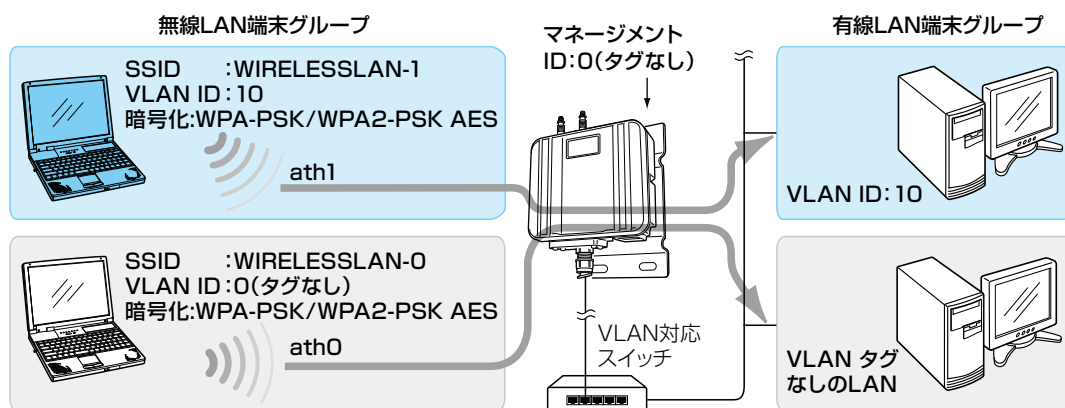 無線LAN端末グループ
マネージメント
ID:0(タグなし)
有線LAN端末グループ
SSID :WIRELESSLAN-1
VLAN ID:10
暗号化:WPA-PSK/WPA2-PSK AES
ath1
VLAN ID:10
SSID :WIRELESSLAN-0
VLAN ID:0(タグなし)
暗号化:WPA-PSK/WPA2-PSK AES
ath0
VLAN対応
スイッチ
VLAN タグ
なしのLAN